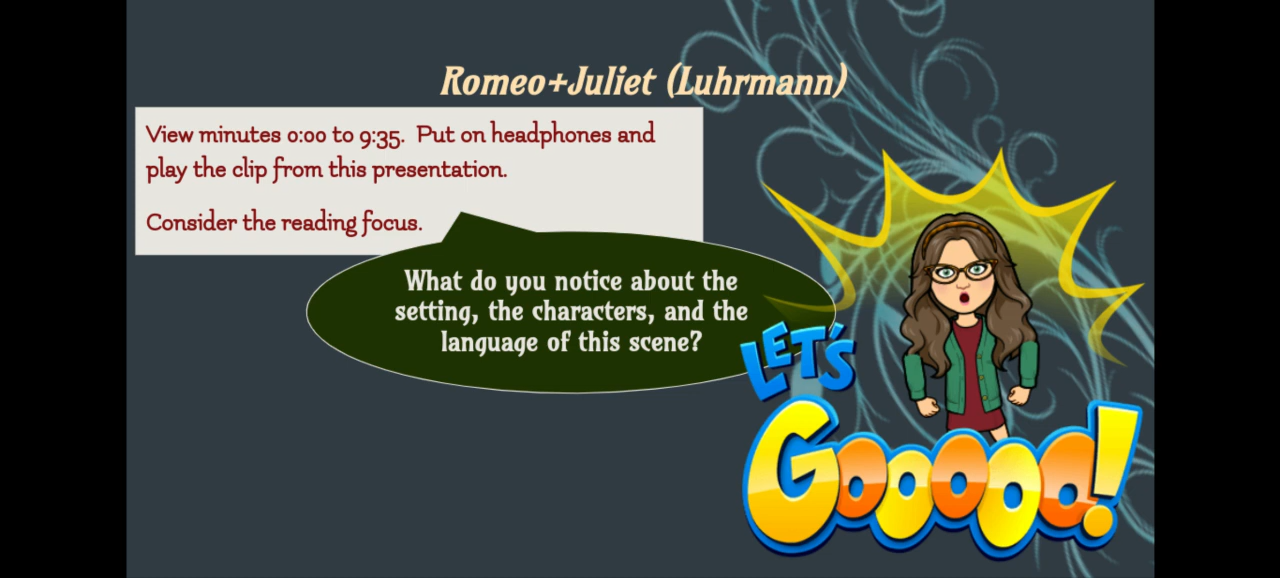 Romeo+Juliet (Luhrmann)
View minutes 0:00 to 9:35. Put on headphones and
play the clip from this presentation.
Consider the reading focus.
What do you notice about the
setting, the characters, and the
language of this scene?
LET'S
GOOOOO!